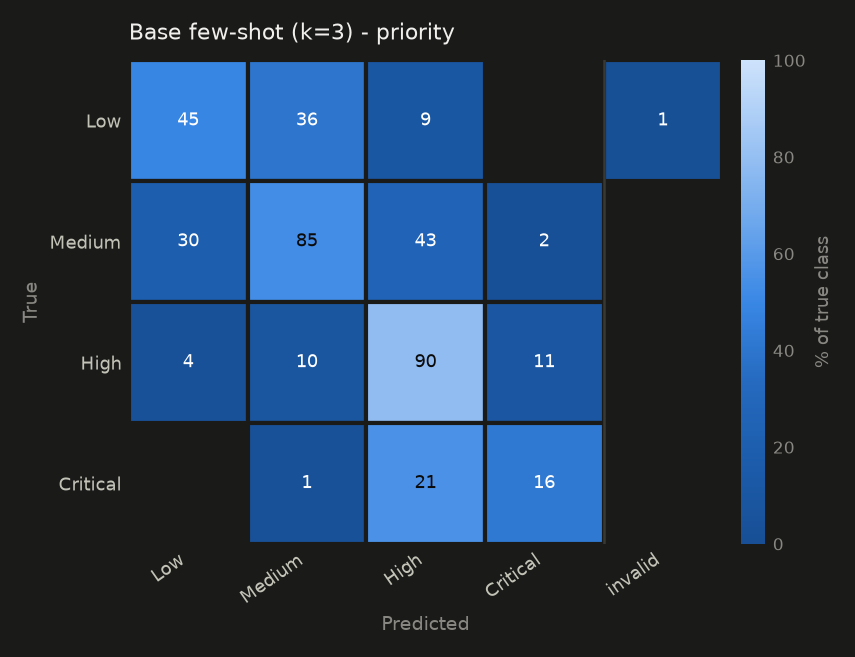 Base few-shot (k=3) - priority
Low 45 36 9 1
Medium 30 85 43 2
High 4 10 90 11
Critical 1 21 16
Low Medium High Critical invalid
Predicted
True
100
80
60
40
20
0
% of true class